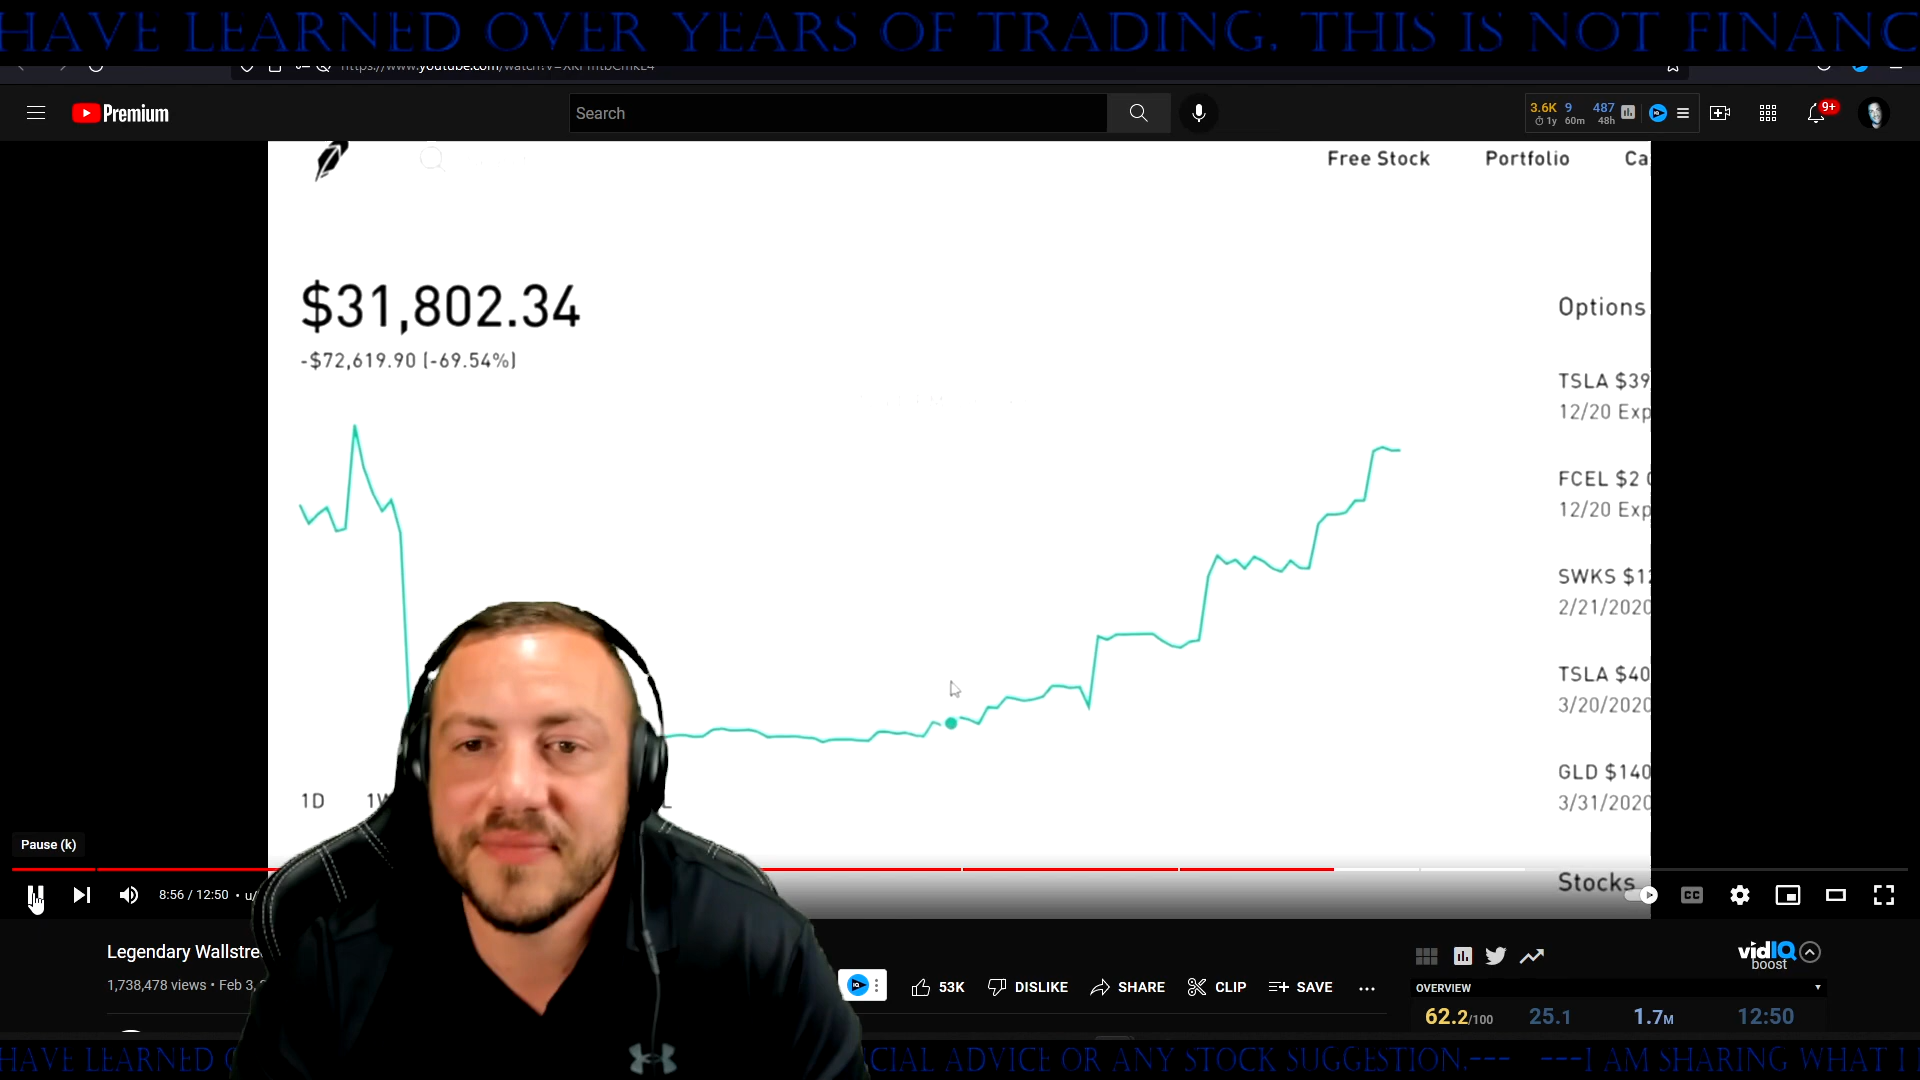 HAVE LEARNED OVER YEARS OF TRADING. THIS IS NOT FINANC
Premium
Search
3.6K 9 487
1y 60m 48h
9+
Free Stock Portfolio Ca
$31,802.34
-$72,619.90 (-69.54%)
Options
TSLA $39
12/20 Exp
FCEL $2
12/20 Exp
SWKS $12
2/21/2020
TSLA $40
3/20/2020
GLD $140
3/31/2020
1D 1W
Pause (k)
8:56 / 12:50 • u/
Stocks
CC
Legendary Wallstre
1,738,478 views • Feb 3,
53K DISLIKE SHARE CLIP SAVE
vidIQ
boost
OVERVIEW
62.2/100 25.1 1.7M 12:50
HAVE LEARNED CIAL ADVICE OR ANY STOCK SUGGESTION.--- ---I AM SHARING WHAT I